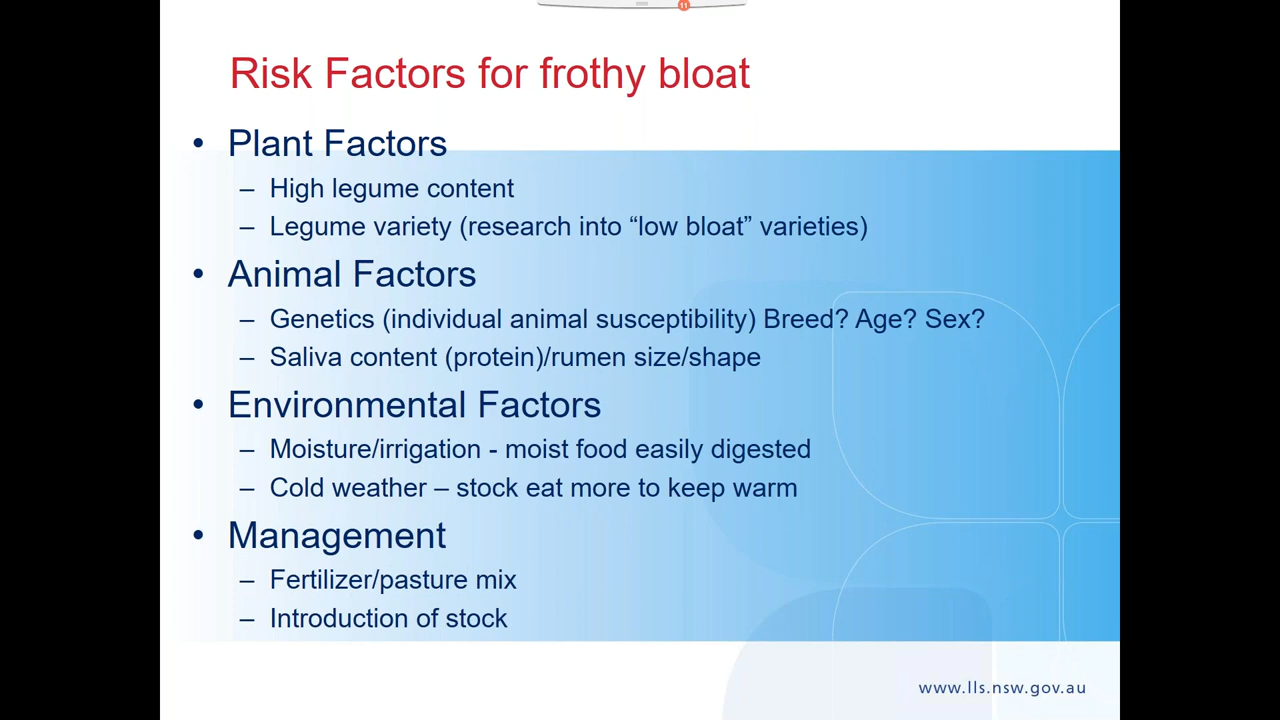 11
Risk Factors for frothy bloat
• Plant Factors
– High legume content
– Legume variety (research into “low bloat” varieties)
• Animal Factors
– Genetics (individual animal susceptibility) Breed? Age? Sex?
– Saliva content (protein)/rumen size/shape
• Environmental Factors
– Moisture/irrigation - moist food easily digested
– Cold weather – stock eat more to keep warm
• Management
– Fertilizer/pasture mix
– Introduction of stock
www.lls.nsw.gov.au